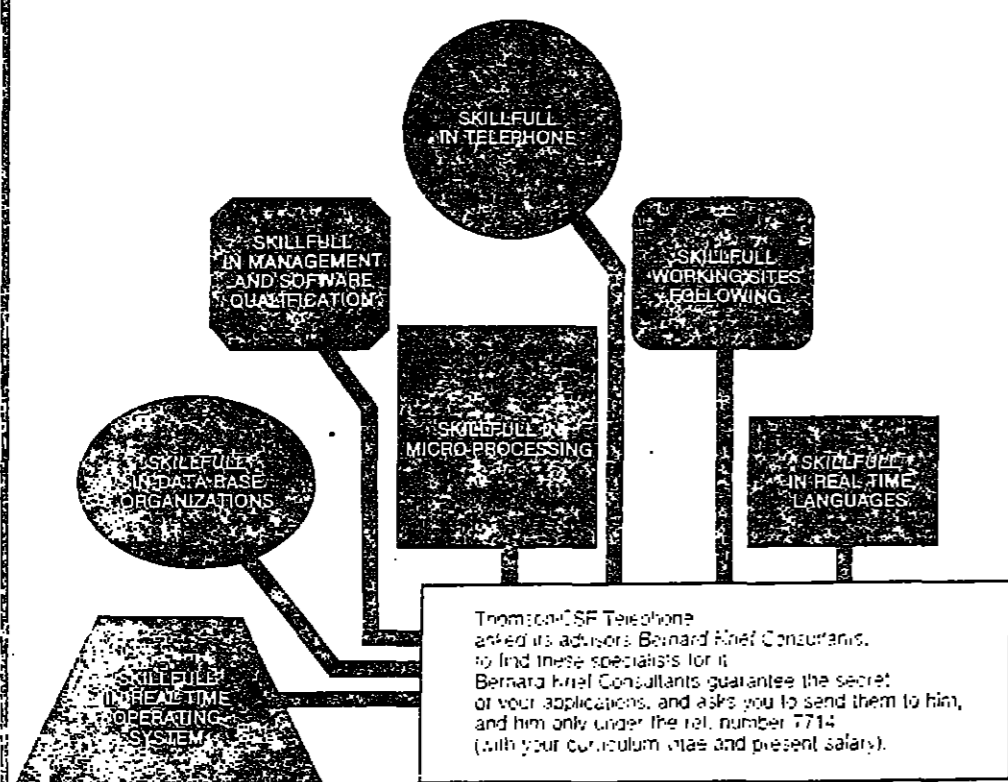 SKILLFULL
IN TELEPHONE
SKILLFULL
IN MANAGEMENT
AND SOFTWARE
QUALIFICATION
SKILLFULL
WORKING SITES
FOLLOWING
SKILLFULL IN
MICRO-PROCESSING
SKILLFULL
IN DATA BASE
ORGANIZATIONS
SKILLFULL
IN REAL TIME
LANGUAGES
SKILLFULL
IN REAL TIME
OPERATING
SYSTEM
Thomson-CSF Telephone
asked its advisors Bernard Krief Consultants,
to find these specialists for it.
Bernard Krief Consultants guarantee the secret
of your applications, and asks you to send them to him,
and him only under the ref. number 7714
(with your curriculum vitae and present salary).